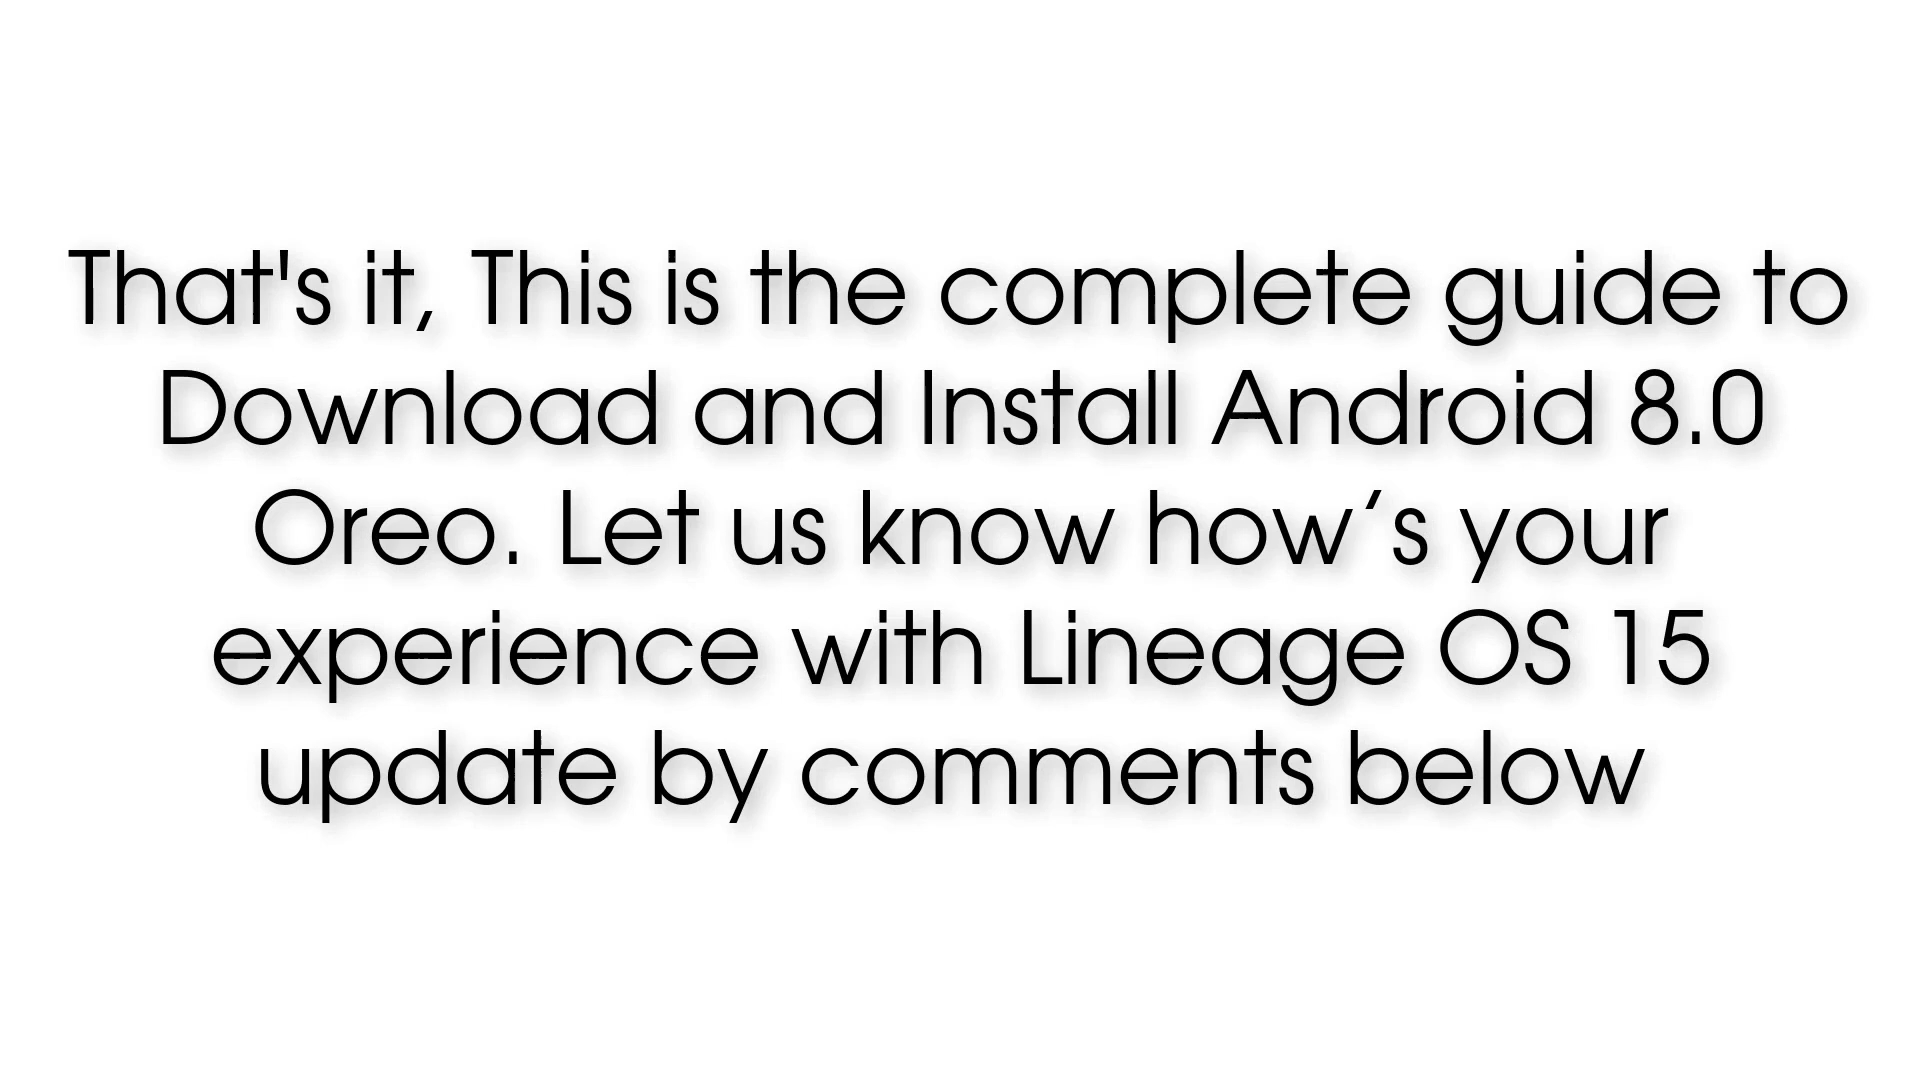 That's it, This is the complete guide to
Download and Install Android 8.0
Oreo. Let us know how‘s your
experience with Lineage OS 15
update by comments below